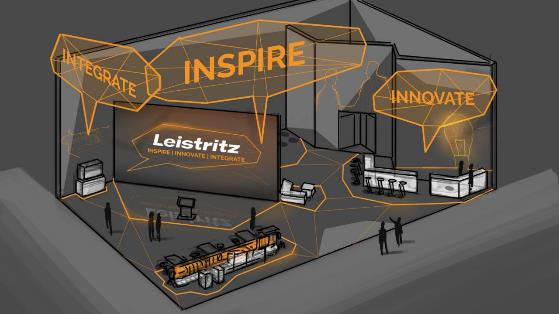 INTEGRATE
INSPIRE
INNOVATE
Leistritz
INSPIRE | INNOVATE | INTEGRATE